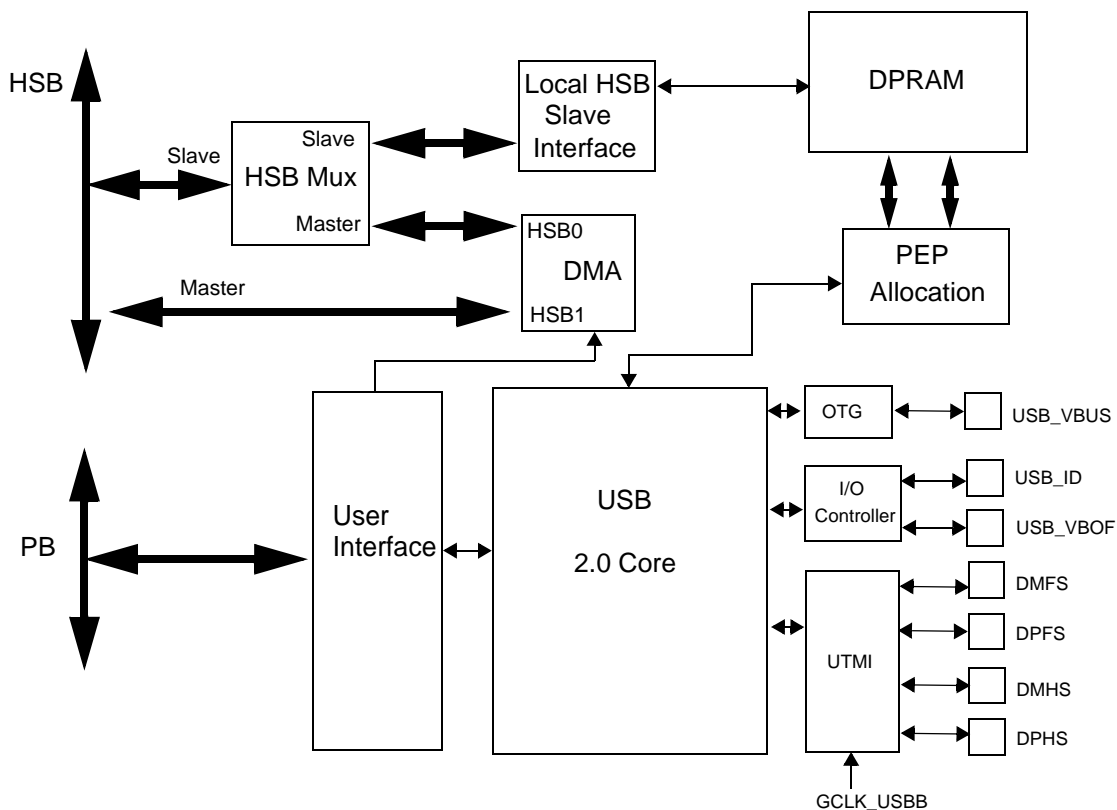 HSB
Slave
Slave
HSB Mux
Master
Local HSB
Slave
Interface
DPRAM
HSB0
DMA
HSB1
Master
PEP
Allocation
PB
User
Interface
USB
2.0 Core
OTG
USB_VBUS
I/O
Controller
USB_ID
USB_VBOF
UTMI
DMFS
DPFS
DMHS
DPHS
GCLK_USBB